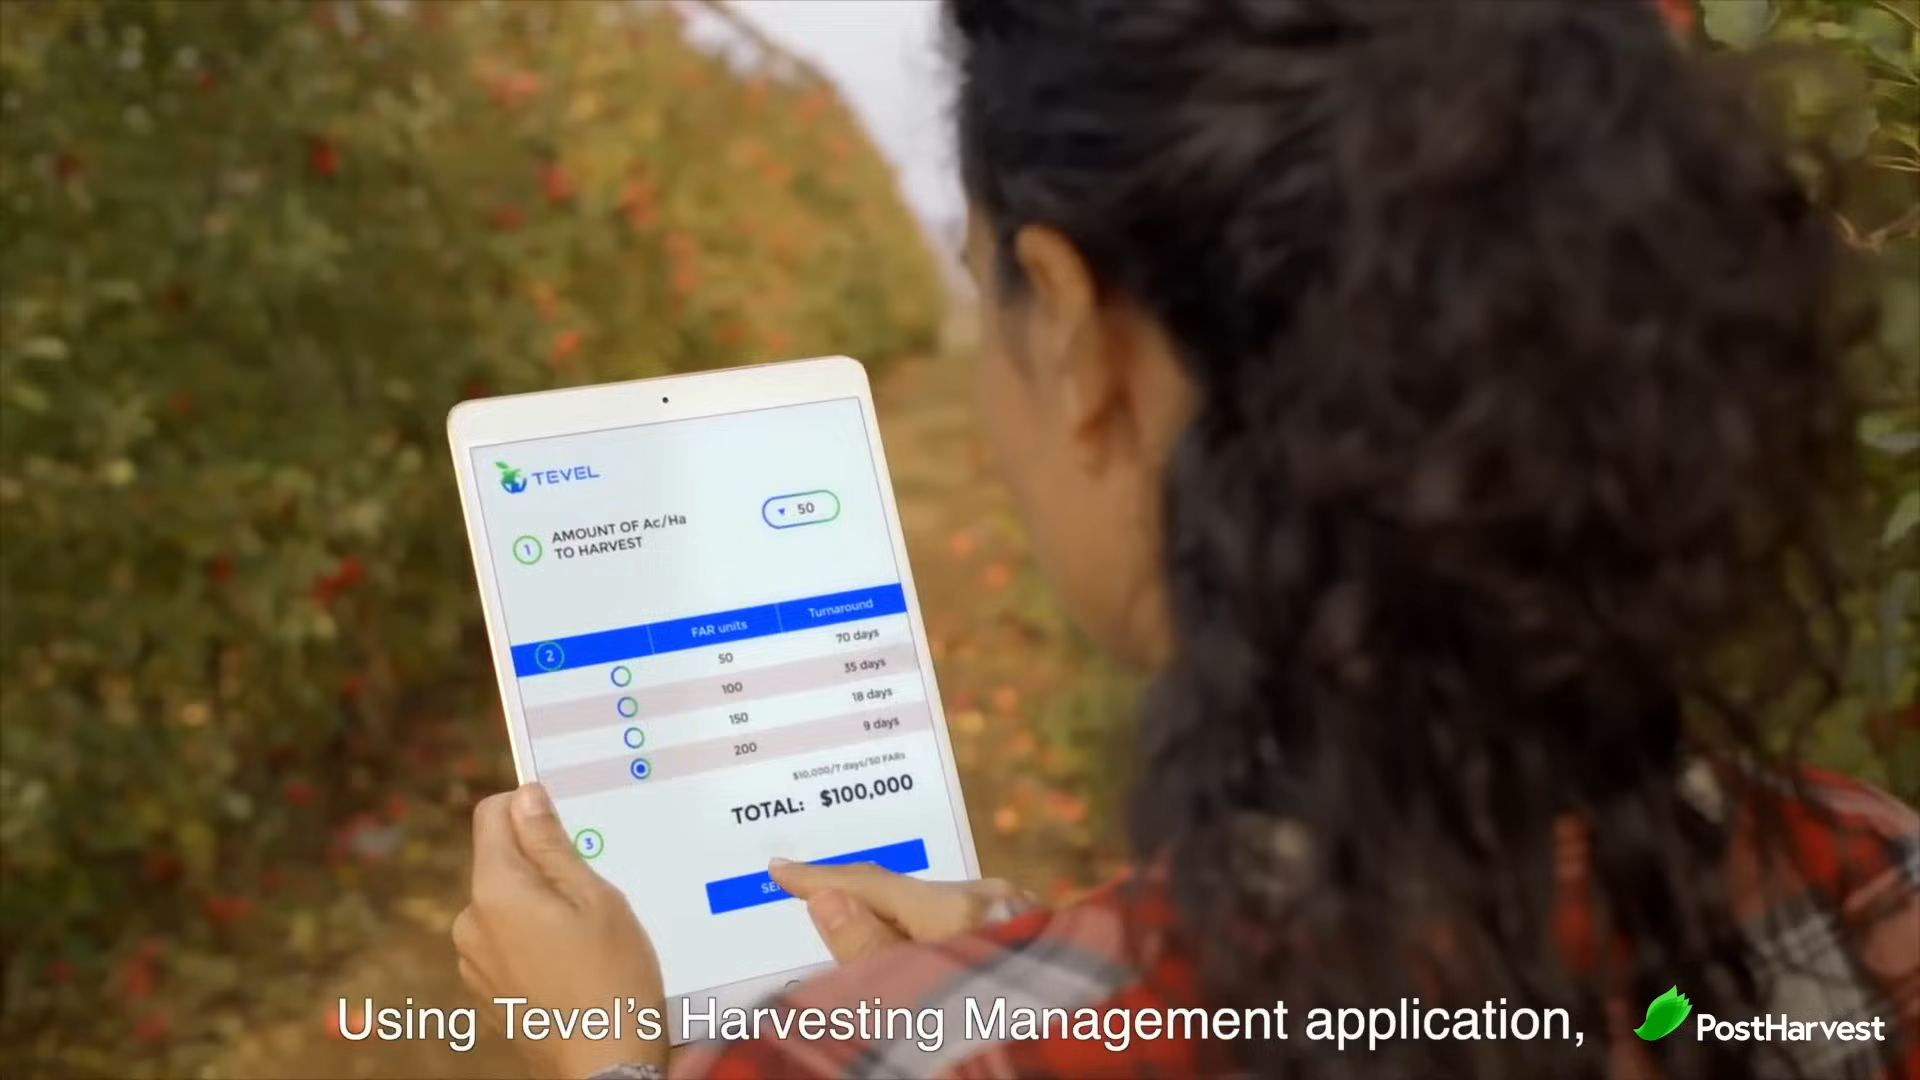 TEVEL
1 AMOUNT OF Ac/Ha
TO HARVEST
50
2 FAR units Turnaround
50 70 days
100 35 days
150 18 days
200 9 days
$10,000/7 days/50 FARs
TOTAL: $100,000
3
Using Tevel’s Harvesting Management application,
PostHarvest